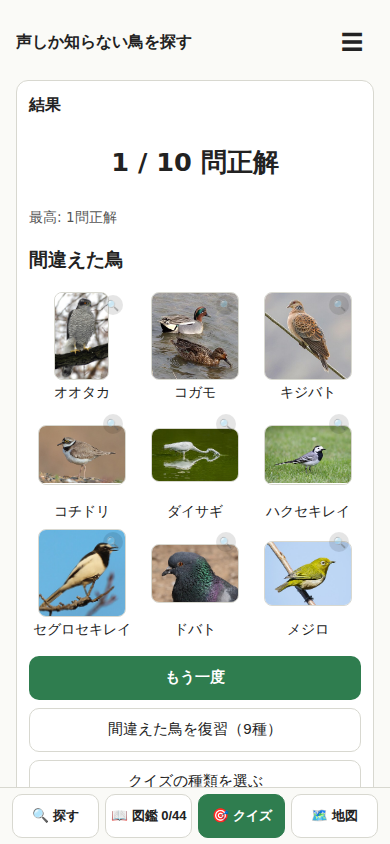 声しか知らない鳥を探す
結果
1 / 10 問正解
最高: 1問正解
間違えた鳥
オオタカ
コガモ
キジバト
コチドリ
ダイサギ
ハクセキレイ
セグロセキレイ
ドバト
メジロ
もう一度
間違えた鳥を復習（9種）
クイズの種類を選ぶ
探す
図鑑 0/44
クイズ
地図